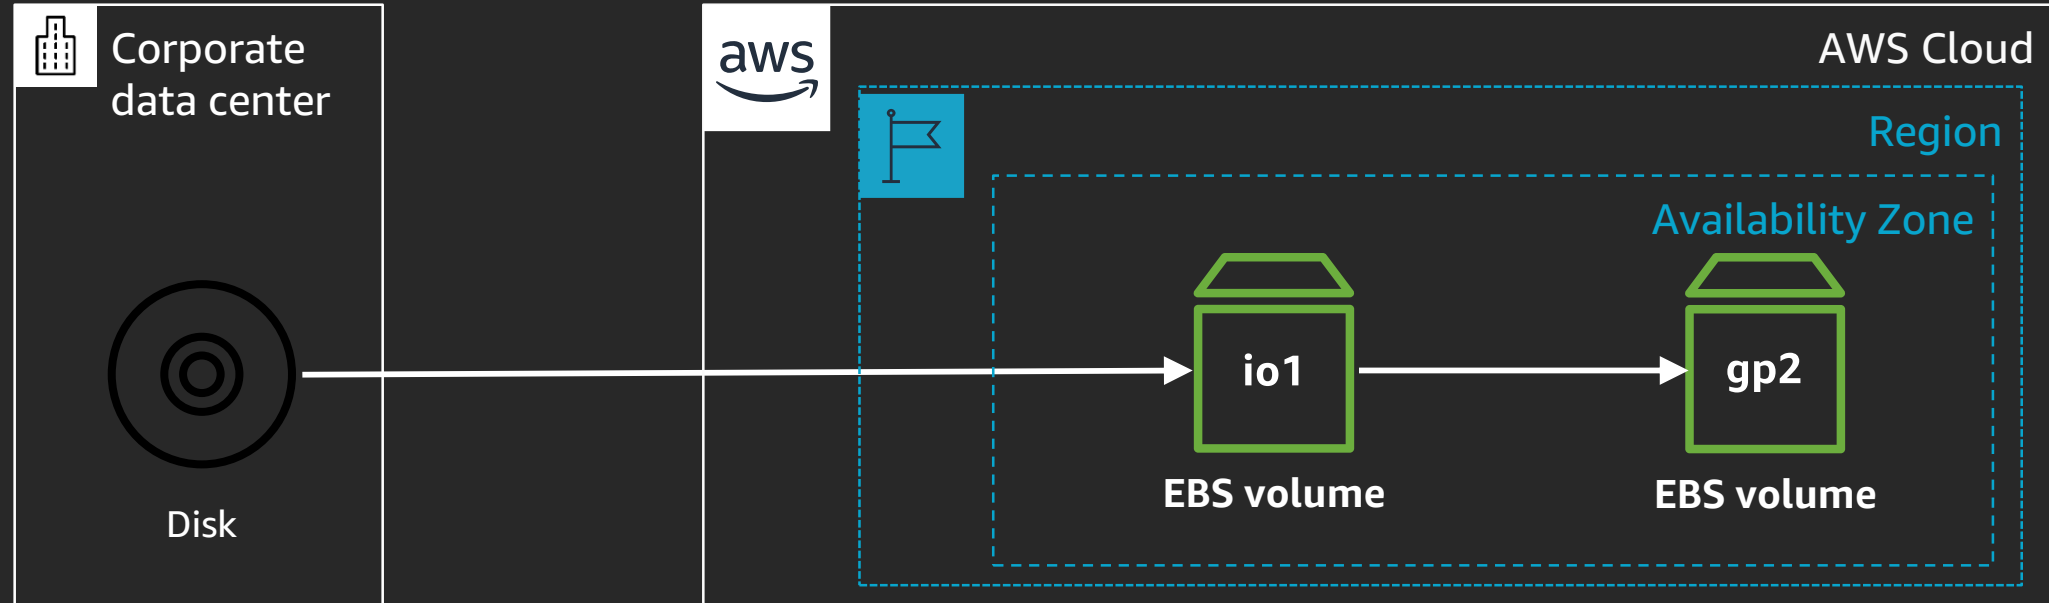 Corporate
data center
Disk
aws
AWS Cloud
Region
Availability Zone
io1
EBS volume
gp2
EBS volume